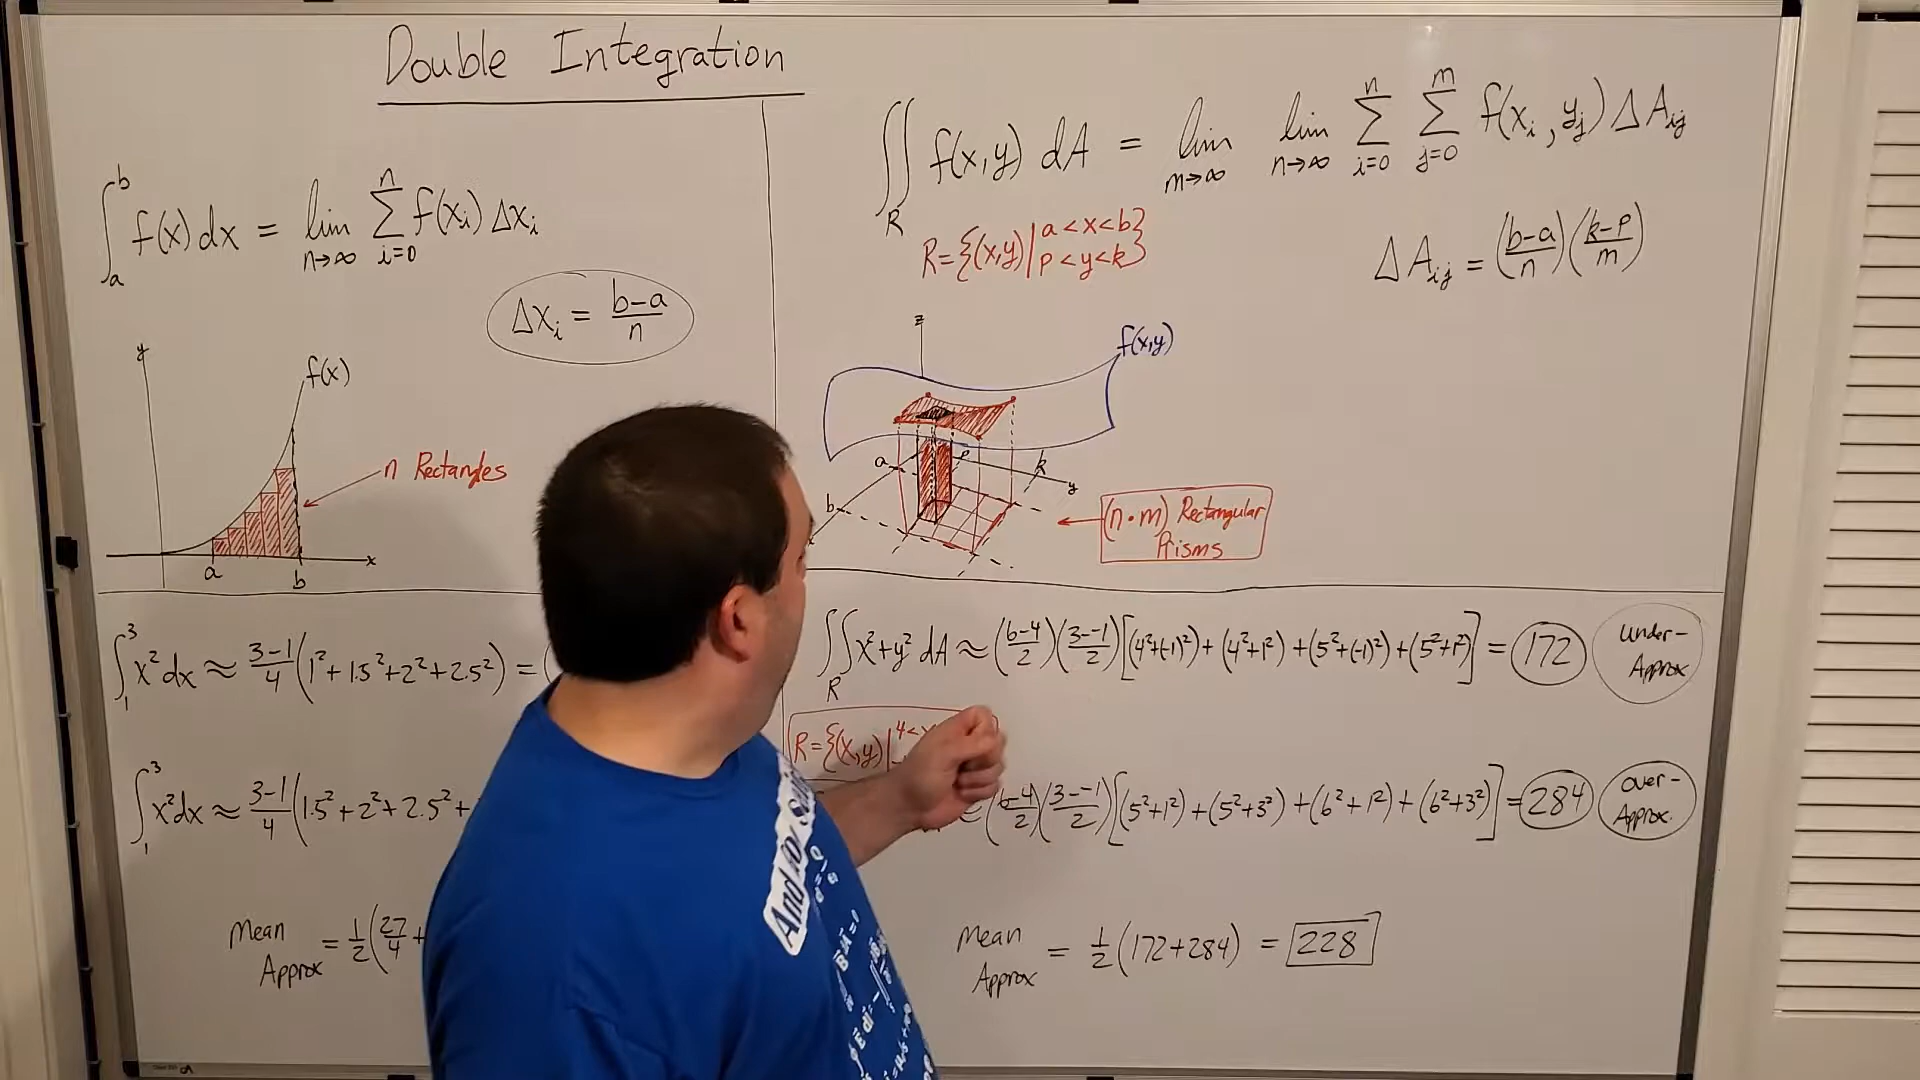 Double Integration
∫_a^b f(x) dx = lim_{n→∞} Σ_{i=0}^{n} f(x_i) Δx_i
Δx_i = (b-a)/n
y
f(x)
n Rectangles
a
b
x
∬_R f(x,y) dA = lim_{m→∞} lim_{n→∞} Σ_{i=0}^{n} Σ_{j=0}^{m} f(x_i, y_j) ΔA_ij
R={(x,y)| a<x<b
p<y<k}
ΔA_ij = ((b-a)/n)((k-p)/m)
z
f(x,y)
a
p
k
y
b
(n·m) Rectangular
Prisms
∫_1^3 x² dx ≈ (3-1)/4 (1² + 1.5² + 2² + 2.5²) =
∫_1^3 x² dx ≈ (3-1)/4 (1.5² + 2² + 2.5² +
Mean
Approx = 1/2 (27/4 +
∬_R x²+y² dA ≈ ((6-4)/2)((3--1)/2)[(4²+(-1)²) + (4²+1²) + (5²+(-1)²) + (5²+1²)] = 172
Under-
Approx
R={(x,y)| 4<x
≈ ((6-4)/2)((3--1)/2)[(5²+1²) + (5²+3²) + (6²+1²) + (6²+3²)] = 284
Over-
Approx.
Mean
Approx = 1/2 (172+284) = 228
And